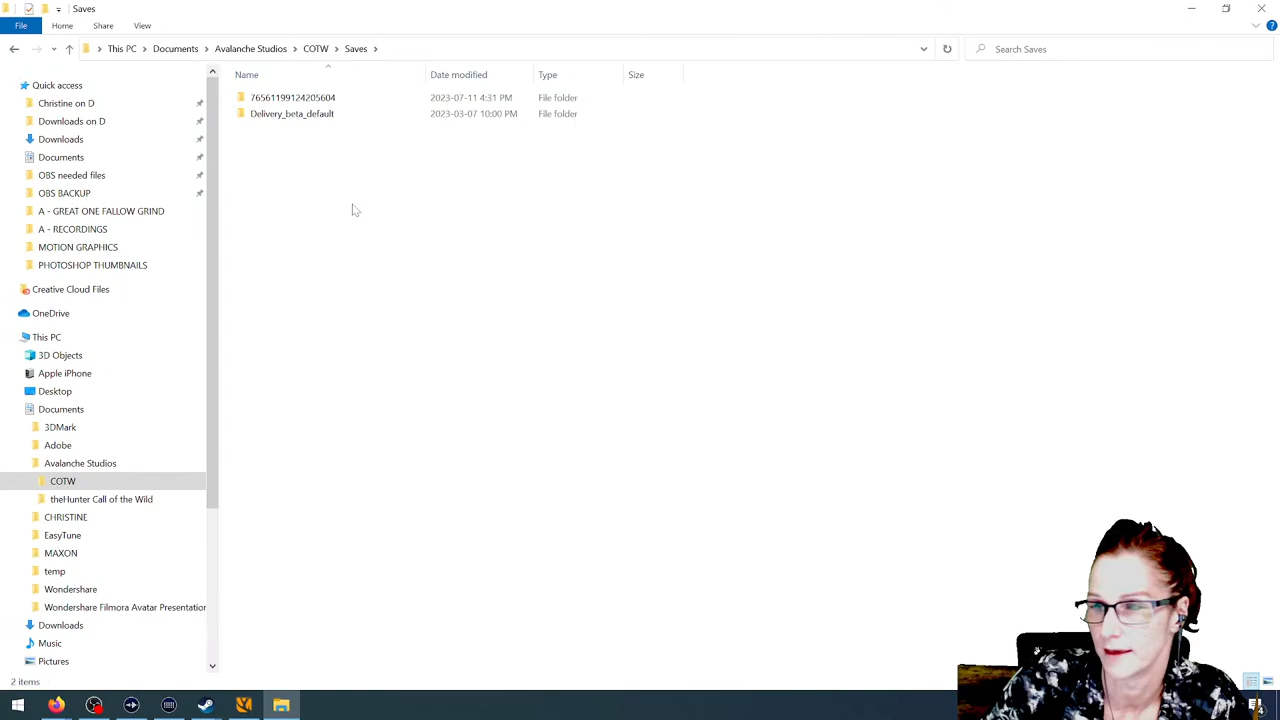 Saves
File Home Share View
This PC Documents Avalanche Studios COTW Saves
Search Saves
Name Date modified Type Size
76561199124205604 2023-07-11 4:31 PM File folder
Delivery_beta_default 2023-03-07 10:00 PM File folder
Quick access
Christine on D
Downloads on D
Downloads
Documents
OBS needed files
OBS BACKUP
A - GREAT ONE FALLOW GRIND
A - RECORDINGS
MOTION GRAPHICS
PHOTOSHOP THUMBNAILS
Creative Cloud Files
OneDrive
This PC
3D Objects
Apple iPhone
Desktop
Documents
3DMark
Adobe
Avalanche Studios
COTW
theHunter Call of the Wild
CHRISTINE
EasyTune
MAXON
temp
Wondershare
Wondershare Filmora Avatar Presentation
Downloads
Music
Pictures
2 items